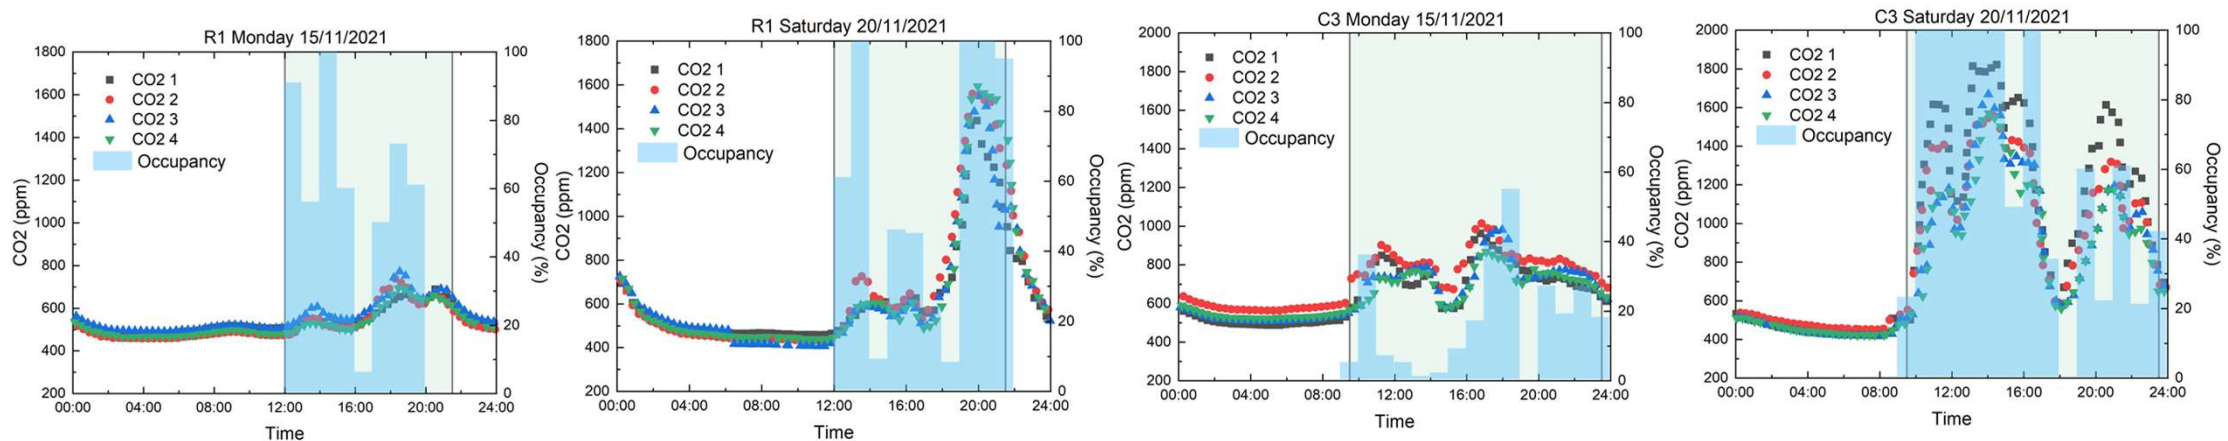 R1 Monday 15/11/2021
CO2 (ppm)
1800
1600
1400
1200
1000
800
600
400
200
CO2 1
CO2 2
CO2 3
CO2 4
Occupancy
100
80
60
40
20
0
Occupancy (%)
00:00 04:00 08:00 12:00 16:00 20:00 24:00
Time
R1 Saturday 20/11/2021
CO2 (ppm)
1800
1600
1400
1200
1000
800
600
400
200
CO2 1
CO2 2
CO2 3
CO2 4
Occupancy
100
80
60
40
20
0
Occupancy (%)
00:00 04:00 08:00 12:00 16:00 20:00 24:00
Time
C3 Monday 15/11/2021
CO2 (ppm)
2000
1800
1600
1400
1200
1000
800
600
400
200
CO2 1
CO2 2
CO2 3
CO2 4
Occupancy
100
80
60
40
20
0
Occupancy (%)
00:00 04:00 08:00 12:00 16:00 20:00 24:00
Time
C3 Saturday 20/11/2021
CO2 (ppm)
2000
1800
1600
1400
1200
1000
800
600
400
200
CO2 1
CO2 2
CO2 3
CO2 4
Occupancy
100
80
60
40
20
0
Occupancy (%)
00:00 04:00 08:00 12:00 16:00 20:00 24:00
Time